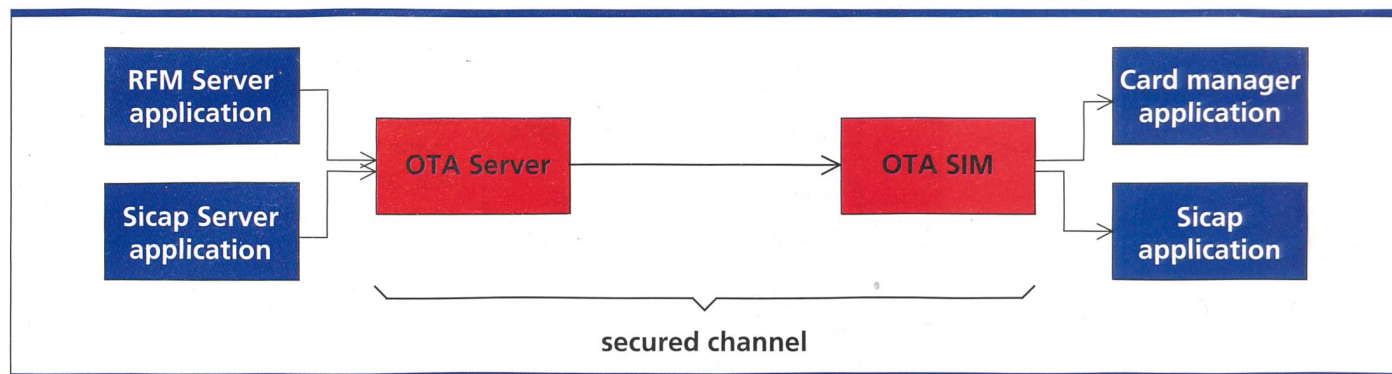 RFM Server
application
Sicap Server
application
OTA Server
OTA SIM
Card manager
application
Sicap
application
secured channel